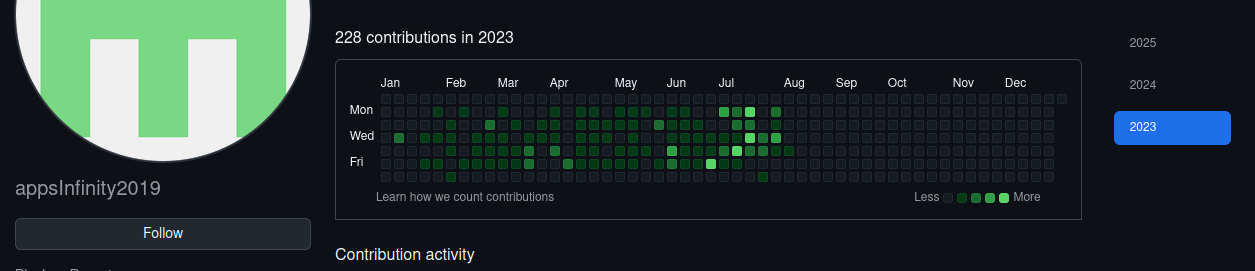 228 contributions in 2023
2025
2024
2023
Jan Feb Mar Apr May Jun Jul Aug Sep Oct Nov Dec
Mon
Wed
Fri
Learn how we count contributions
Less More
appsInfinity2019
Follow
Contribution activity